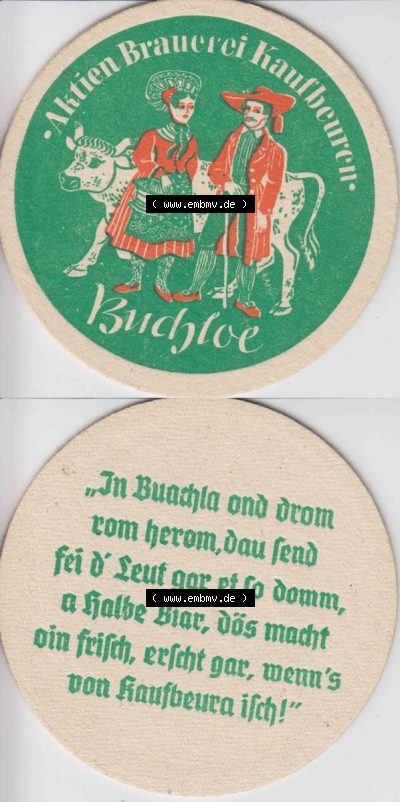 ·Aktien Brauerei Kaufbeuren·
( www.embmv.de )
Buchloe
„In Buachla ond drom
rom herom, dau send
fei d' Leut gar et so domm,
a Halbe Biar, dös macht
( www.embmv.de )
oin frisch, erscht gar, wenn's
von Kaufbeura isch!"